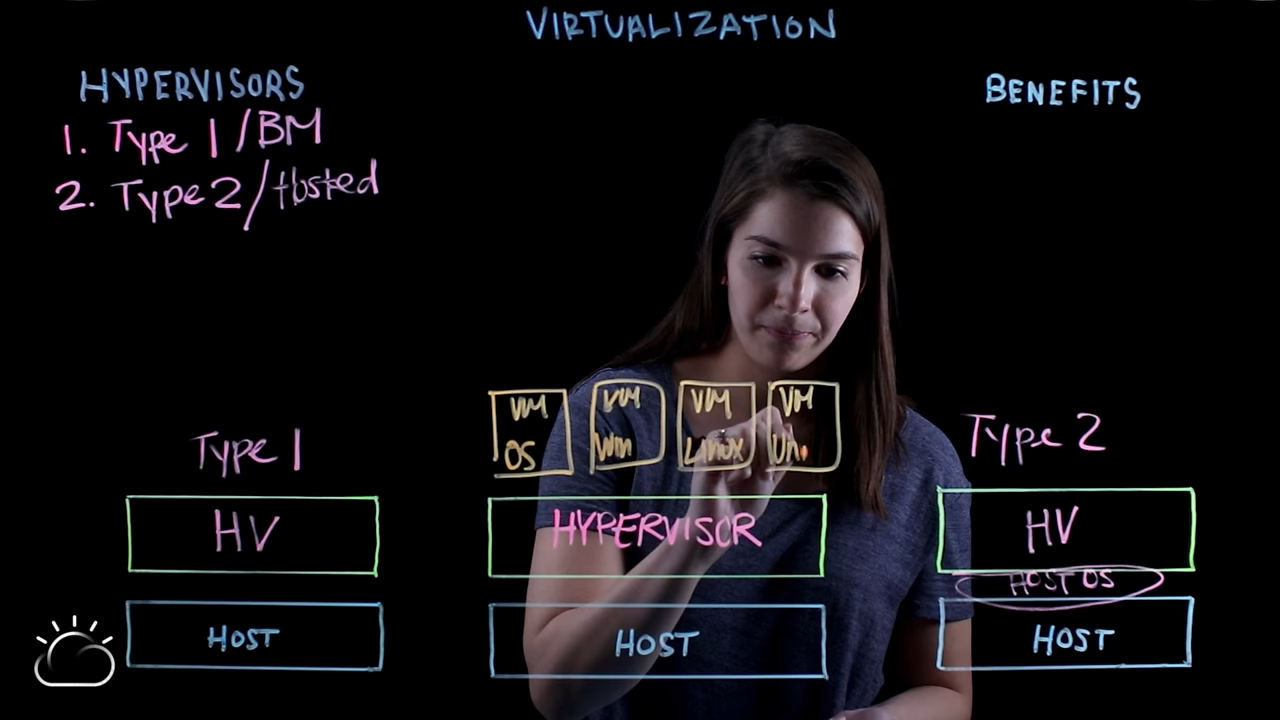 VIRTUALIZATION
HYPERVISORS
1. Type 1/BM
2. Type 2/Hosted
BENEFITS
Type 1
HV
HOST
VM
OS
VM
Win
VM
Linux
VM
Un
HYPERVISOR
HOST
Type 2
HV
HOST OS
HOST